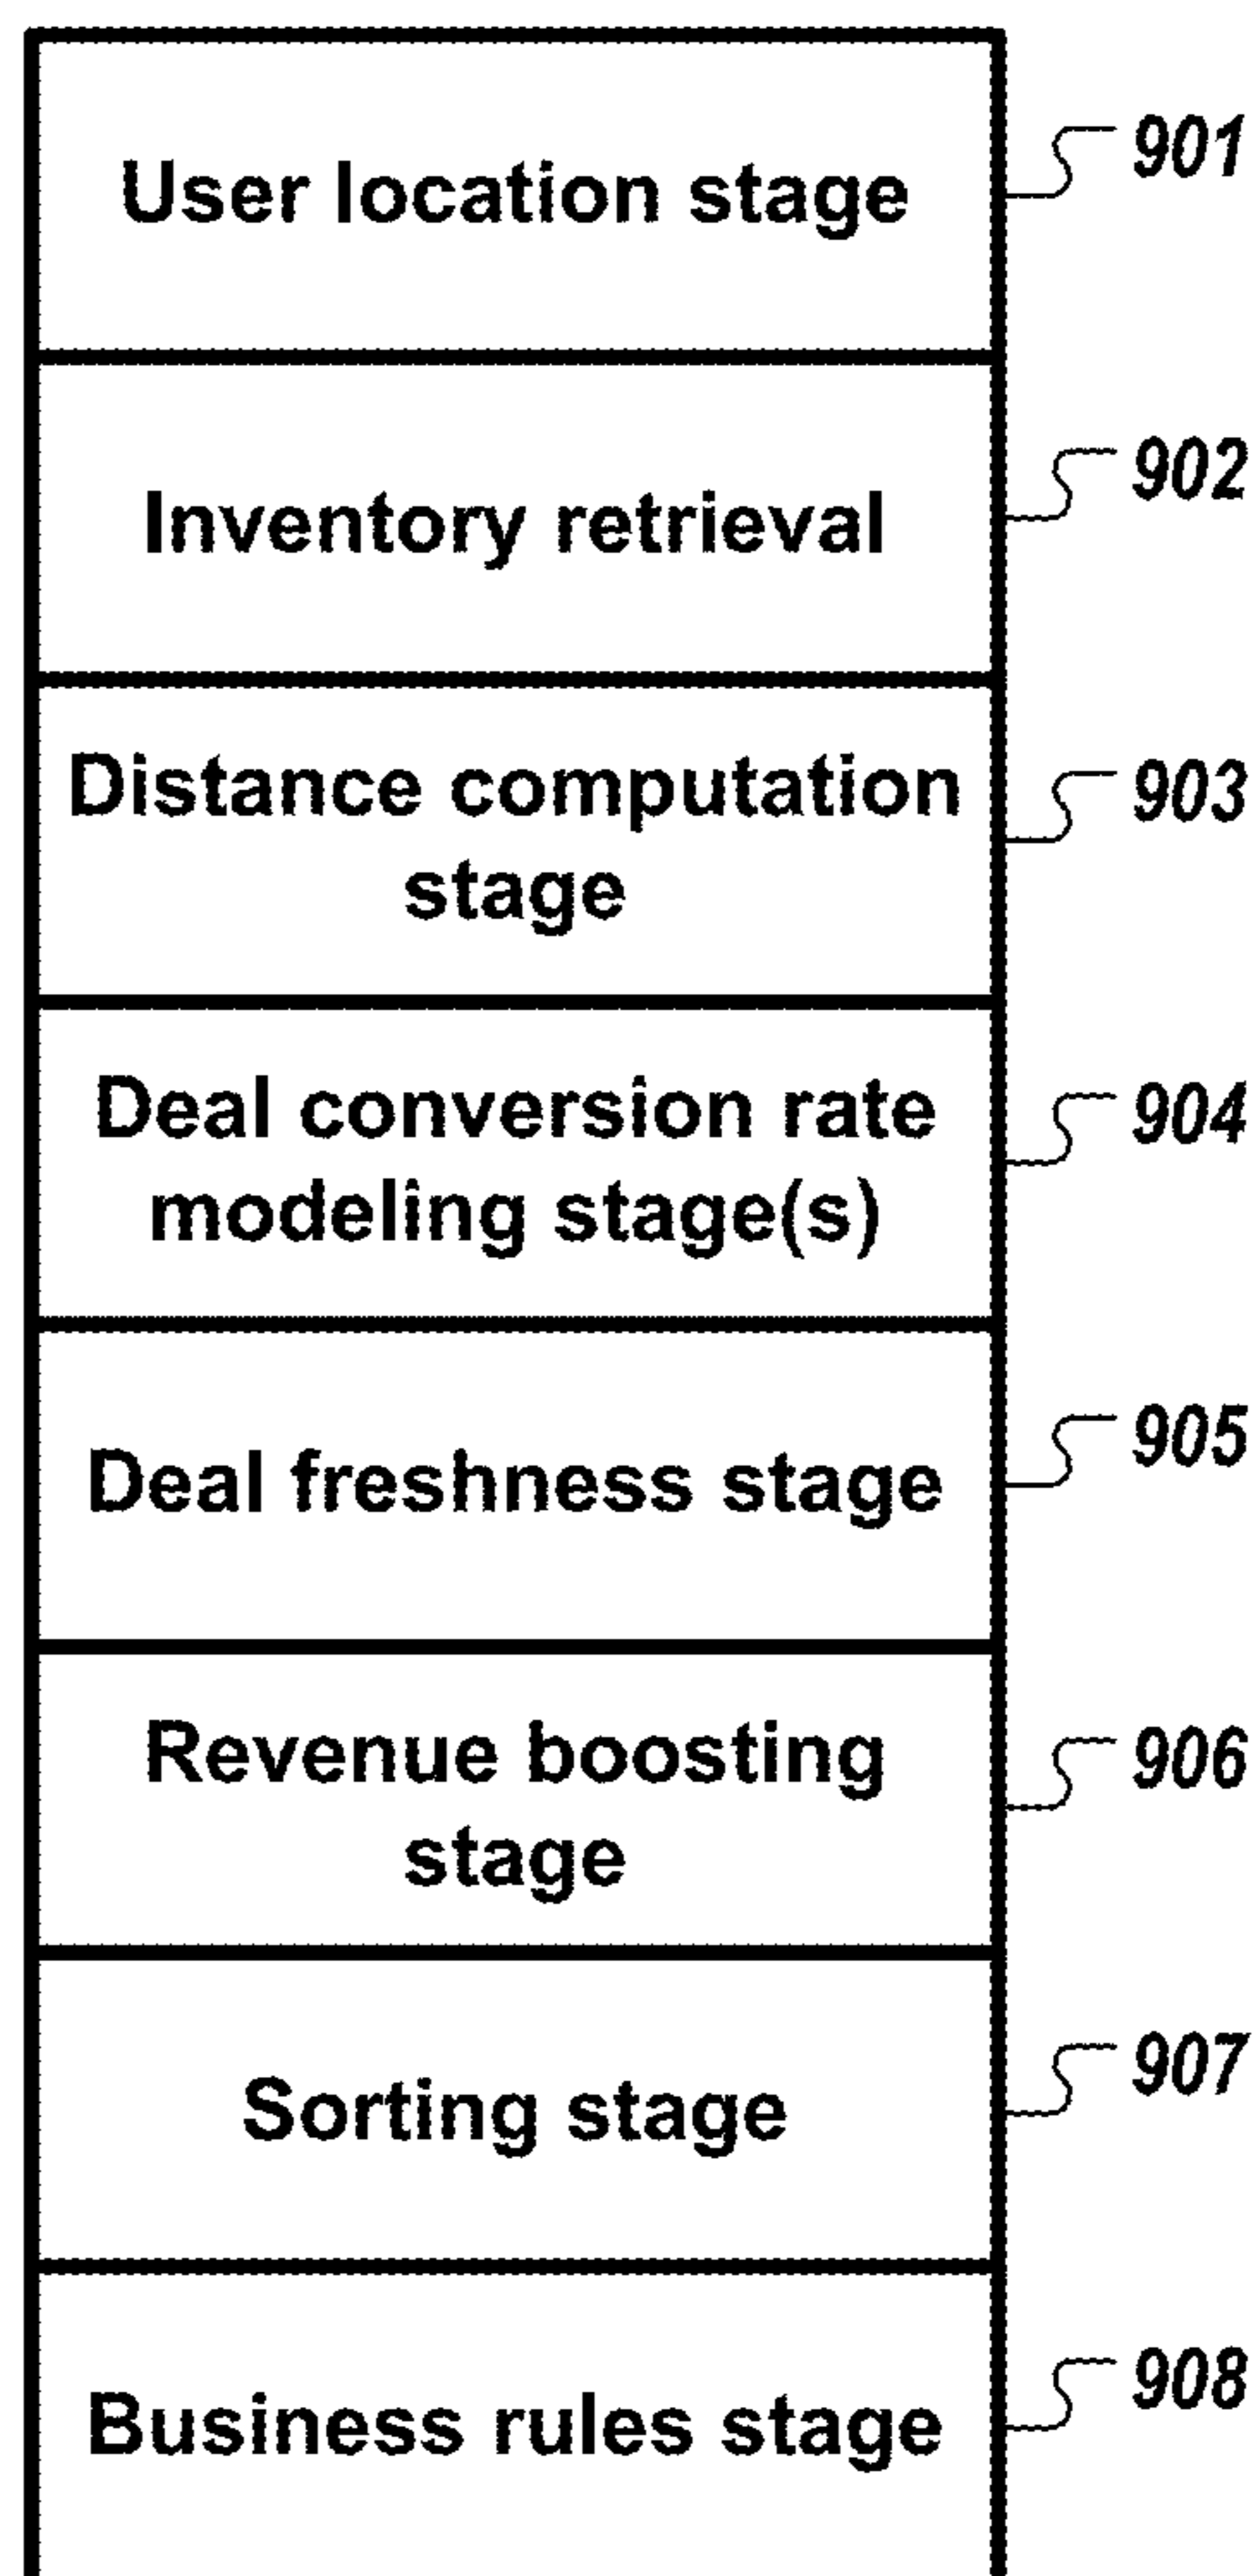 User location stage
901
Inventory retrieval
902
Distance computation
stage
903
Deal conversion rate
modeling stage(s)
904
Deal freshness stage
905
Revenue boosting
stage
906
Sorting stage
907
Business rules stage
908